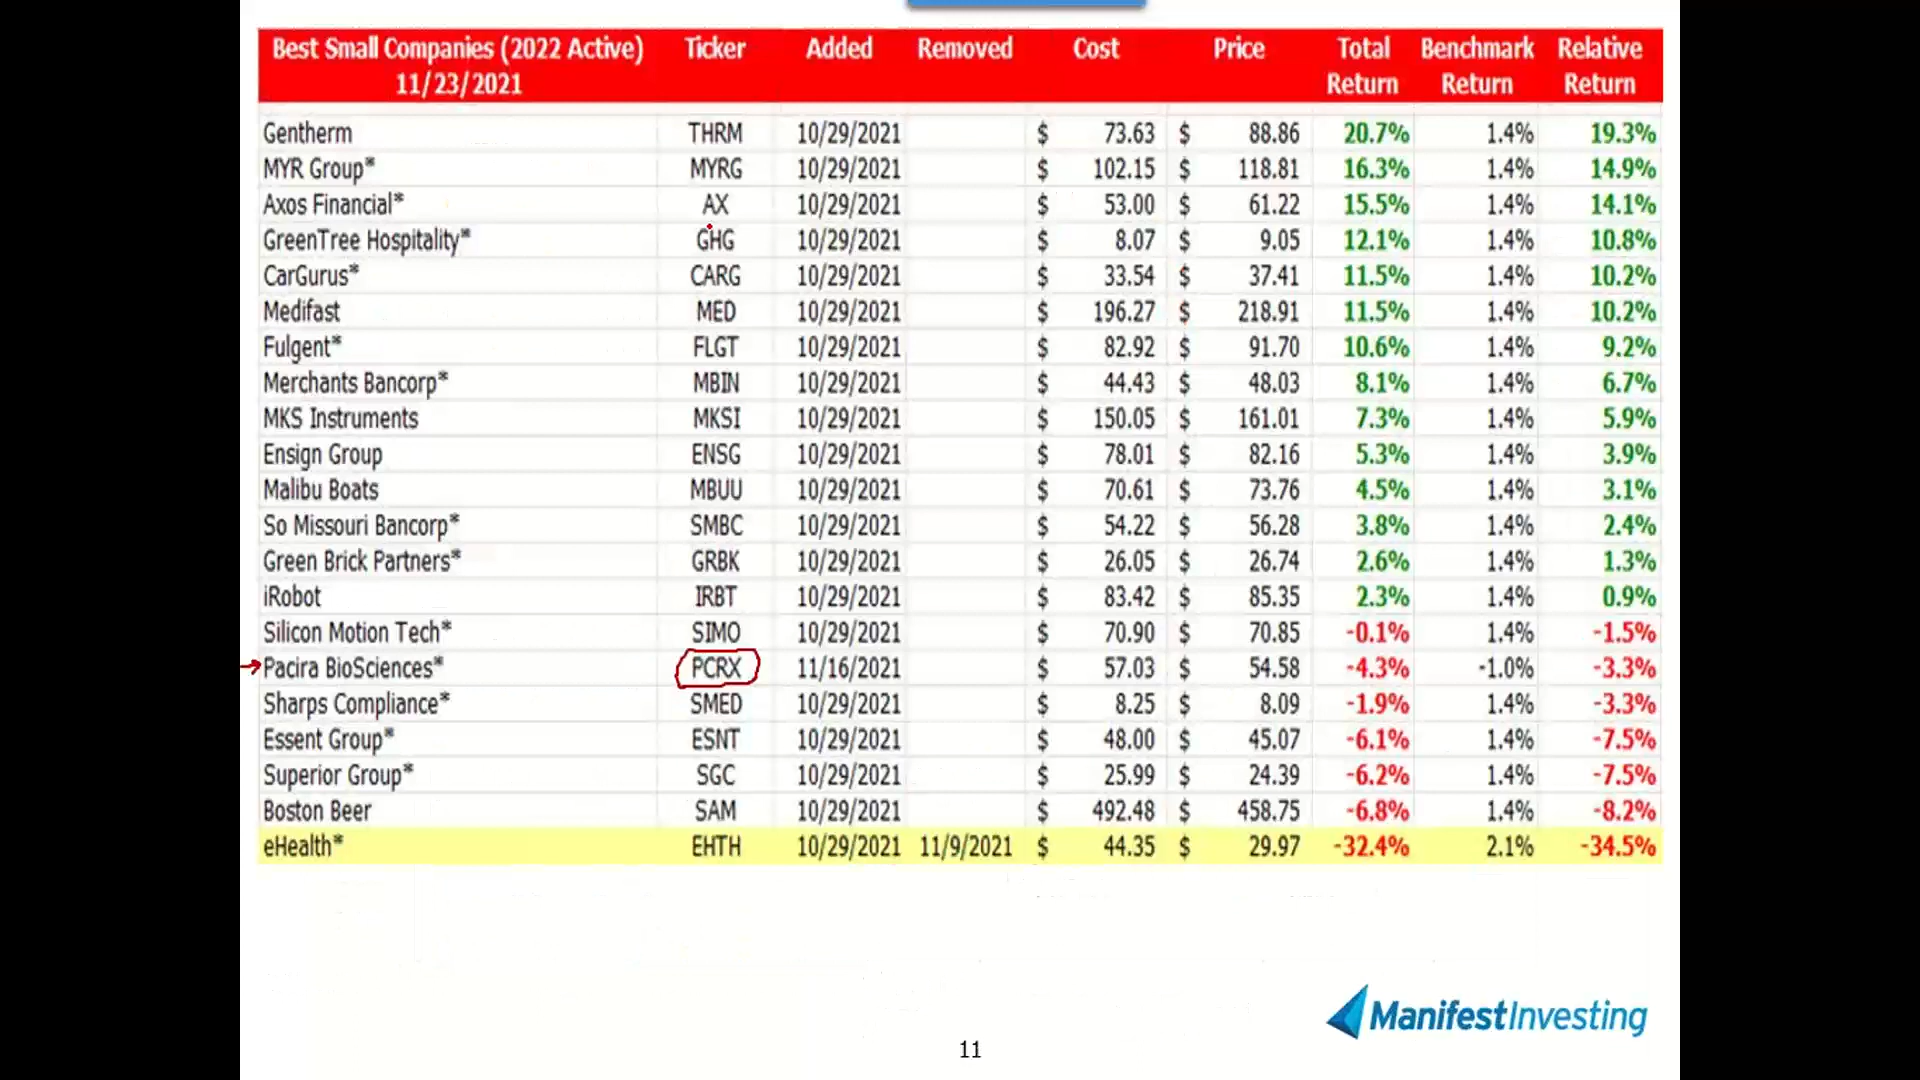 Best Small Companies (2022 Active) Ticker Added Removed Cost Price Total Benchmark Relative
11/23/2021 Return Return Return
Gentherm THRM 10/29/2021 $ 73.63 $ 88.86 20.7% 1.4% 19.3%
MYR Group* MYRG 10/29/2021 $ 102.15 $ 118.81 16.3% 1.4% 14.9%
Axos Financial* AX 10/29/2021 $ 53.00 $ 61.22 15.5% 1.4% 14.1%
GreenTree Hospitality* GHG 10/29/2021 $ 8.07 $ 9.05 12.1% 1.4% 10.8%
CarGurus* CARG 10/29/2021 $ 33.54 $ 37.41 11.5% 1.4% 10.2%
Medifast MED 10/29/2021 $ 196.27 $ 218.91 11.5% 1.4% 10.2%
Fulgent* FLGT 10/29/2021 $ 82.92 $ 91.70 10.6% 1.4% 9.2%
Merchants Bancorp* MBIN 10/29/2021 $ 44.43 $ 48.03 8.1% 1.4% 6.7%
MKS Instruments MKSI 10/29/2021 $ 150.05 $ 161.01 7.3% 1.4% 5.9%
Ensign Group ENSG 10/29/2021 $ 78.01 $ 82.16 5.3% 1.4% 3.9%
Malibu Boats MBUU 10/29/2021 $ 70.61 $ 73.76 4.5% 1.4% 3.1%
So Missouri Bancorp* SMBC 10/29/2021 $ 54.22 $ 56.28 3.8% 1.4% 2.4%
Green Brick Partners* GRBK 10/29/2021 $ 26.05 $ 26.74 2.6% 1.4% 1.3%
iRobot IRBT 10/29/2021 $ 83.42 $ 85.35 2.3% 1.4% 0.9%
Silicon Motion Tech* SIMO 10/29/2021 $ 70.90 $ 70.85 -0.1% 1.4% -1.5%
Pacira BioSciences* PCRX 11/16/2021 $ 57.03 $ 54.58 -4.3% -1.0% -3.3%
Sharps Compliance* SMED 10/29/2021 $ 8.25 $ 8.09 -1.9% 1.4% -3.3%
Essent Group* ESNT 10/29/2021 $ 48.00 $ 45.07 -6.1% 1.4% -7.5%
Superior Group* SGC 10/29/2021 $ 25.99 $ 24.39 -6.2% 1.4% -7.5%
Boston Beer SAM 10/29/2021 $ 492.48 $ 458.75 -6.8% 1.4% -8.2%
eHealth* EHTH 10/29/2021 11/9/2021 $ 44.35 $ 29.97 -32.4% 2.1% -34.5%
ManifestInvesting
11